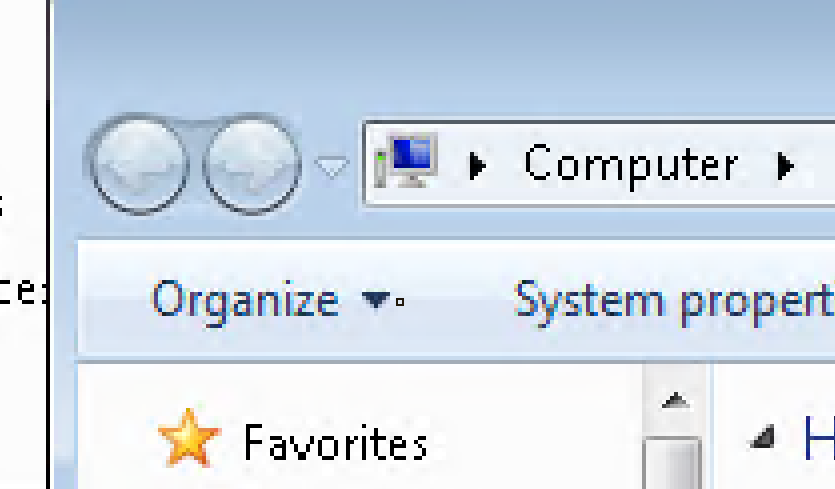 Computer
Organize
System propert
Favorites
H